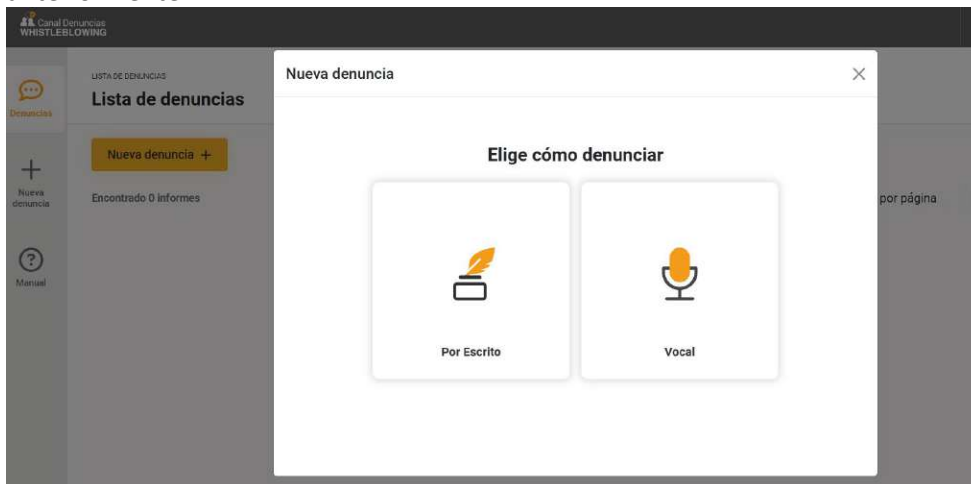 Canal Denuncias
WHISTLEBLOWING
Denuncias
Nueva
denuncia
Manual
LISTA DE DENUNCIAS
Lista de denuncias
Nueva denuncia +
Encontrado 0 informes
por página
Nueva denuncia
Elige cómo denunciar
Por Escrito
Vocal